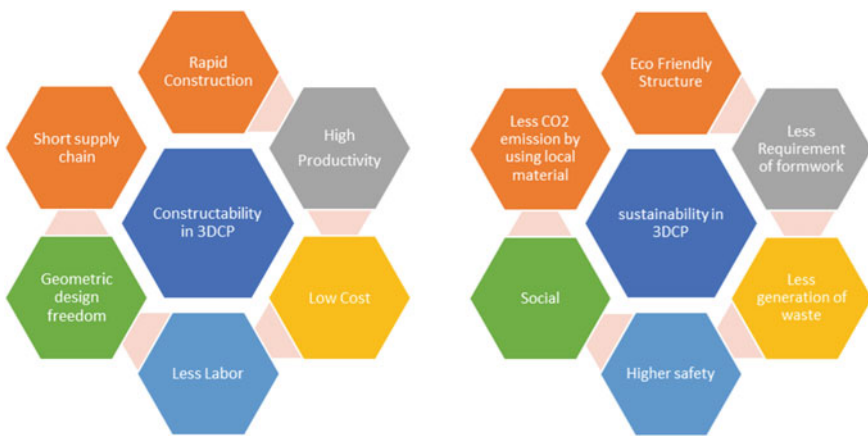 Rapid
Construction
High
Productivity
Low Cost
Less Labor
Geometric
design
freedom
Short supply
chain
Constructability
in 3DCP
Eco Friendly
Structure
Less
Requirement
of formwork
Less
generation of
waste
Higher safety
Social
Less CO2
emission by
using local
material
sustainability in
3DCP